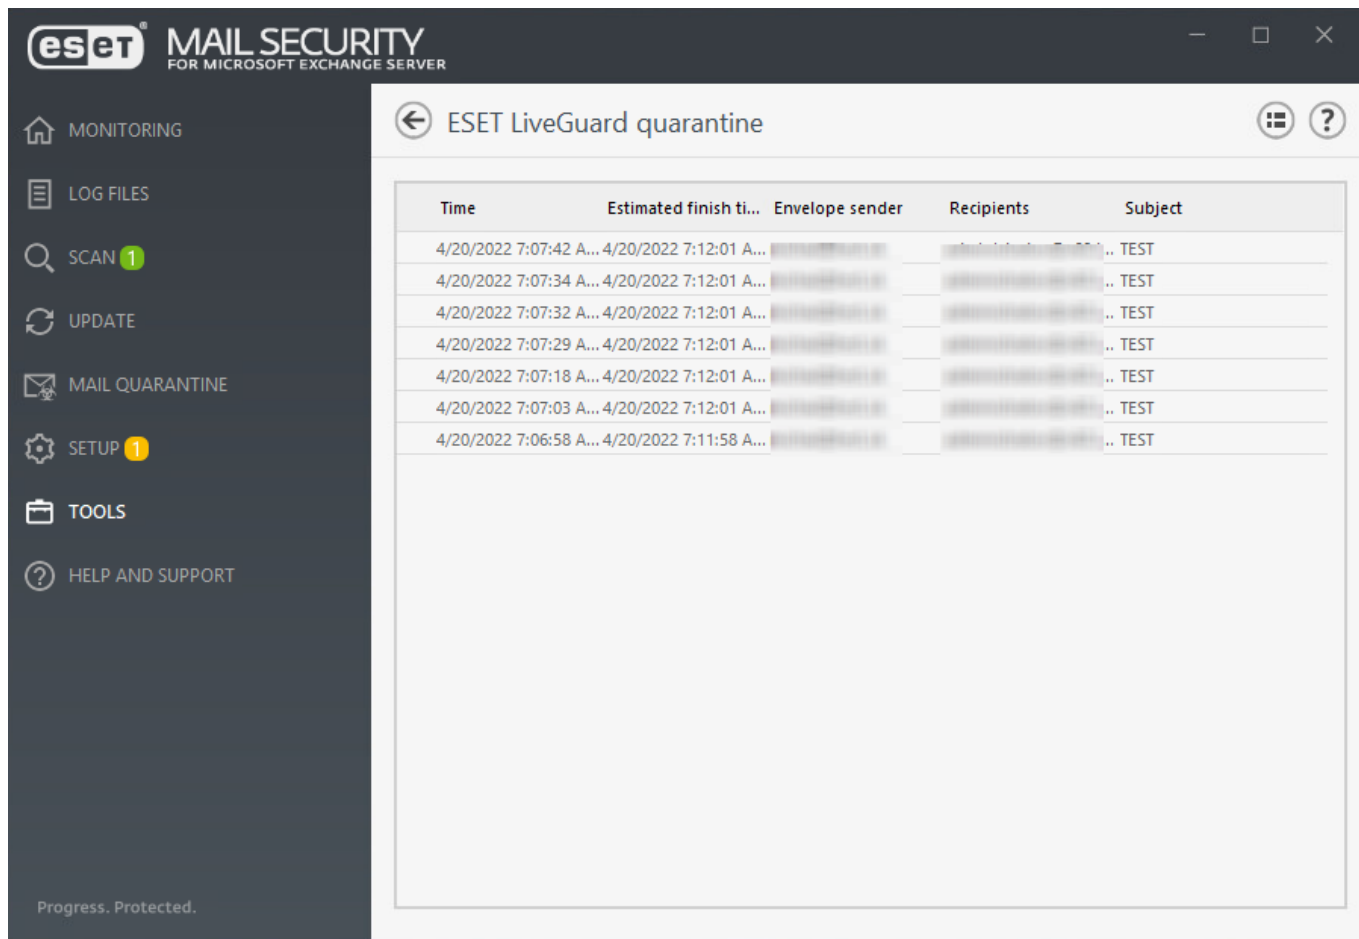 eset® MAIL SECURITY
FOR MICROSOFT EXCHANGE SERVER
MONITORING
LOG FILES
SCAN 1
UPDATE
MAIL QUARANTINE
SETUP 1
TOOLS
HELP AND SUPPORT
Progress. Protected.
ESET LiveGuard quarantine
?
Time Estimated finish ti... Envelope sender Recipients Subject
4/20/2022 7:07:42 A... 4/20/2022 7:12:01 A... .. TEST
4/20/2022 7:07:34 A... 4/20/2022 7:12:01 A... .. TEST
4/20/2022 7:07:32 A... 4/20/2022 7:12:01 A... .. TEST
4/20/2022 7:07:29 A... 4/20/2022 7:12:01 A... .. TEST
4/20/2022 7:07:18 A... 4/20/2022 7:12:01 A... .. TEST
4/20/2022 7:07:03 A... 4/20/2022 7:12:01 A... .. TEST
4/20/2022 7:06:58 A... 4/20/2022 7:11:58 A... .. TEST